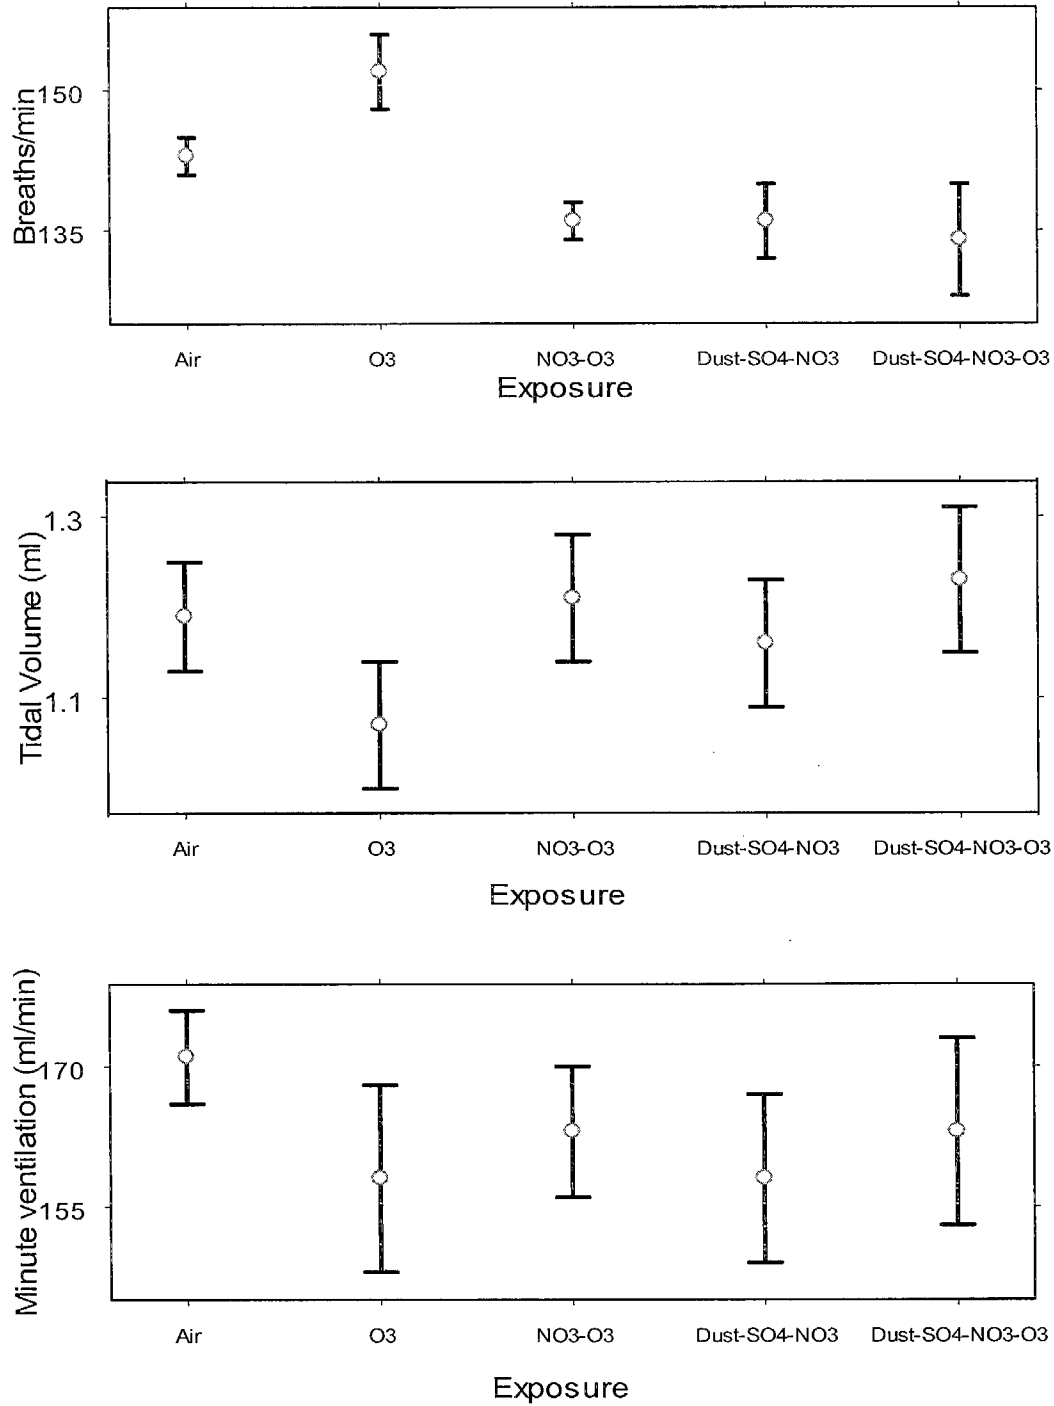 Breaths/min
150
135
Air O3 NO3-O3 Dust-SO4-NO3 Dust-SO4-NO3-O3
Exposure
Tidal Volume (ml)
1.3
1.1
Air O3 NO3-O3 Dust-SO4-NO3 Dust-SO4-NO3-O3
Exposure
Minute ventilation (ml/min)
170
155
Air O3 NO3-O3 Dust-SO4-NO3 Dust-SO4-NO3-O3
Exposure